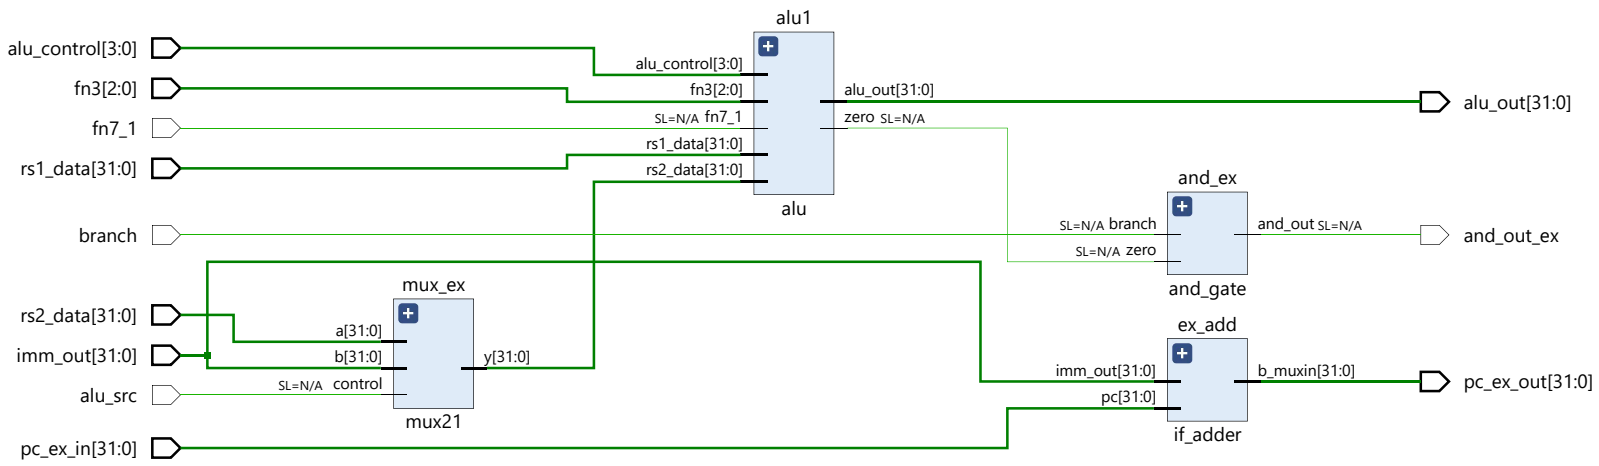 alu1
alu_control[3:0]
alu_control[3:0]
fn3[2:0]
fn3[2:0]
alu_out[31:0]
alu_out[31:0]
fn7_1
SL=N/A fn7_1
zero SL=N/A
rs1_data[31:0]
rs1_data[31:0]
rs2_data[31:0]
alu
and_ex
branch
SL=N/A branch
and_out SL=N/A
and_out_ex
SL=N/A zero
and_gate
mux_ex
rs2_data[31:0]
a[31:0]
imm_out[31:0]
b[31:0]
y[31:0]
alu_src
SL=N/A control
mux21
ex_add
imm_out[31:0]
b_muxin[31:0]
pc_ex_out[31:0]
pc[31:0]
if_adder
pc_ex_in[31:0]